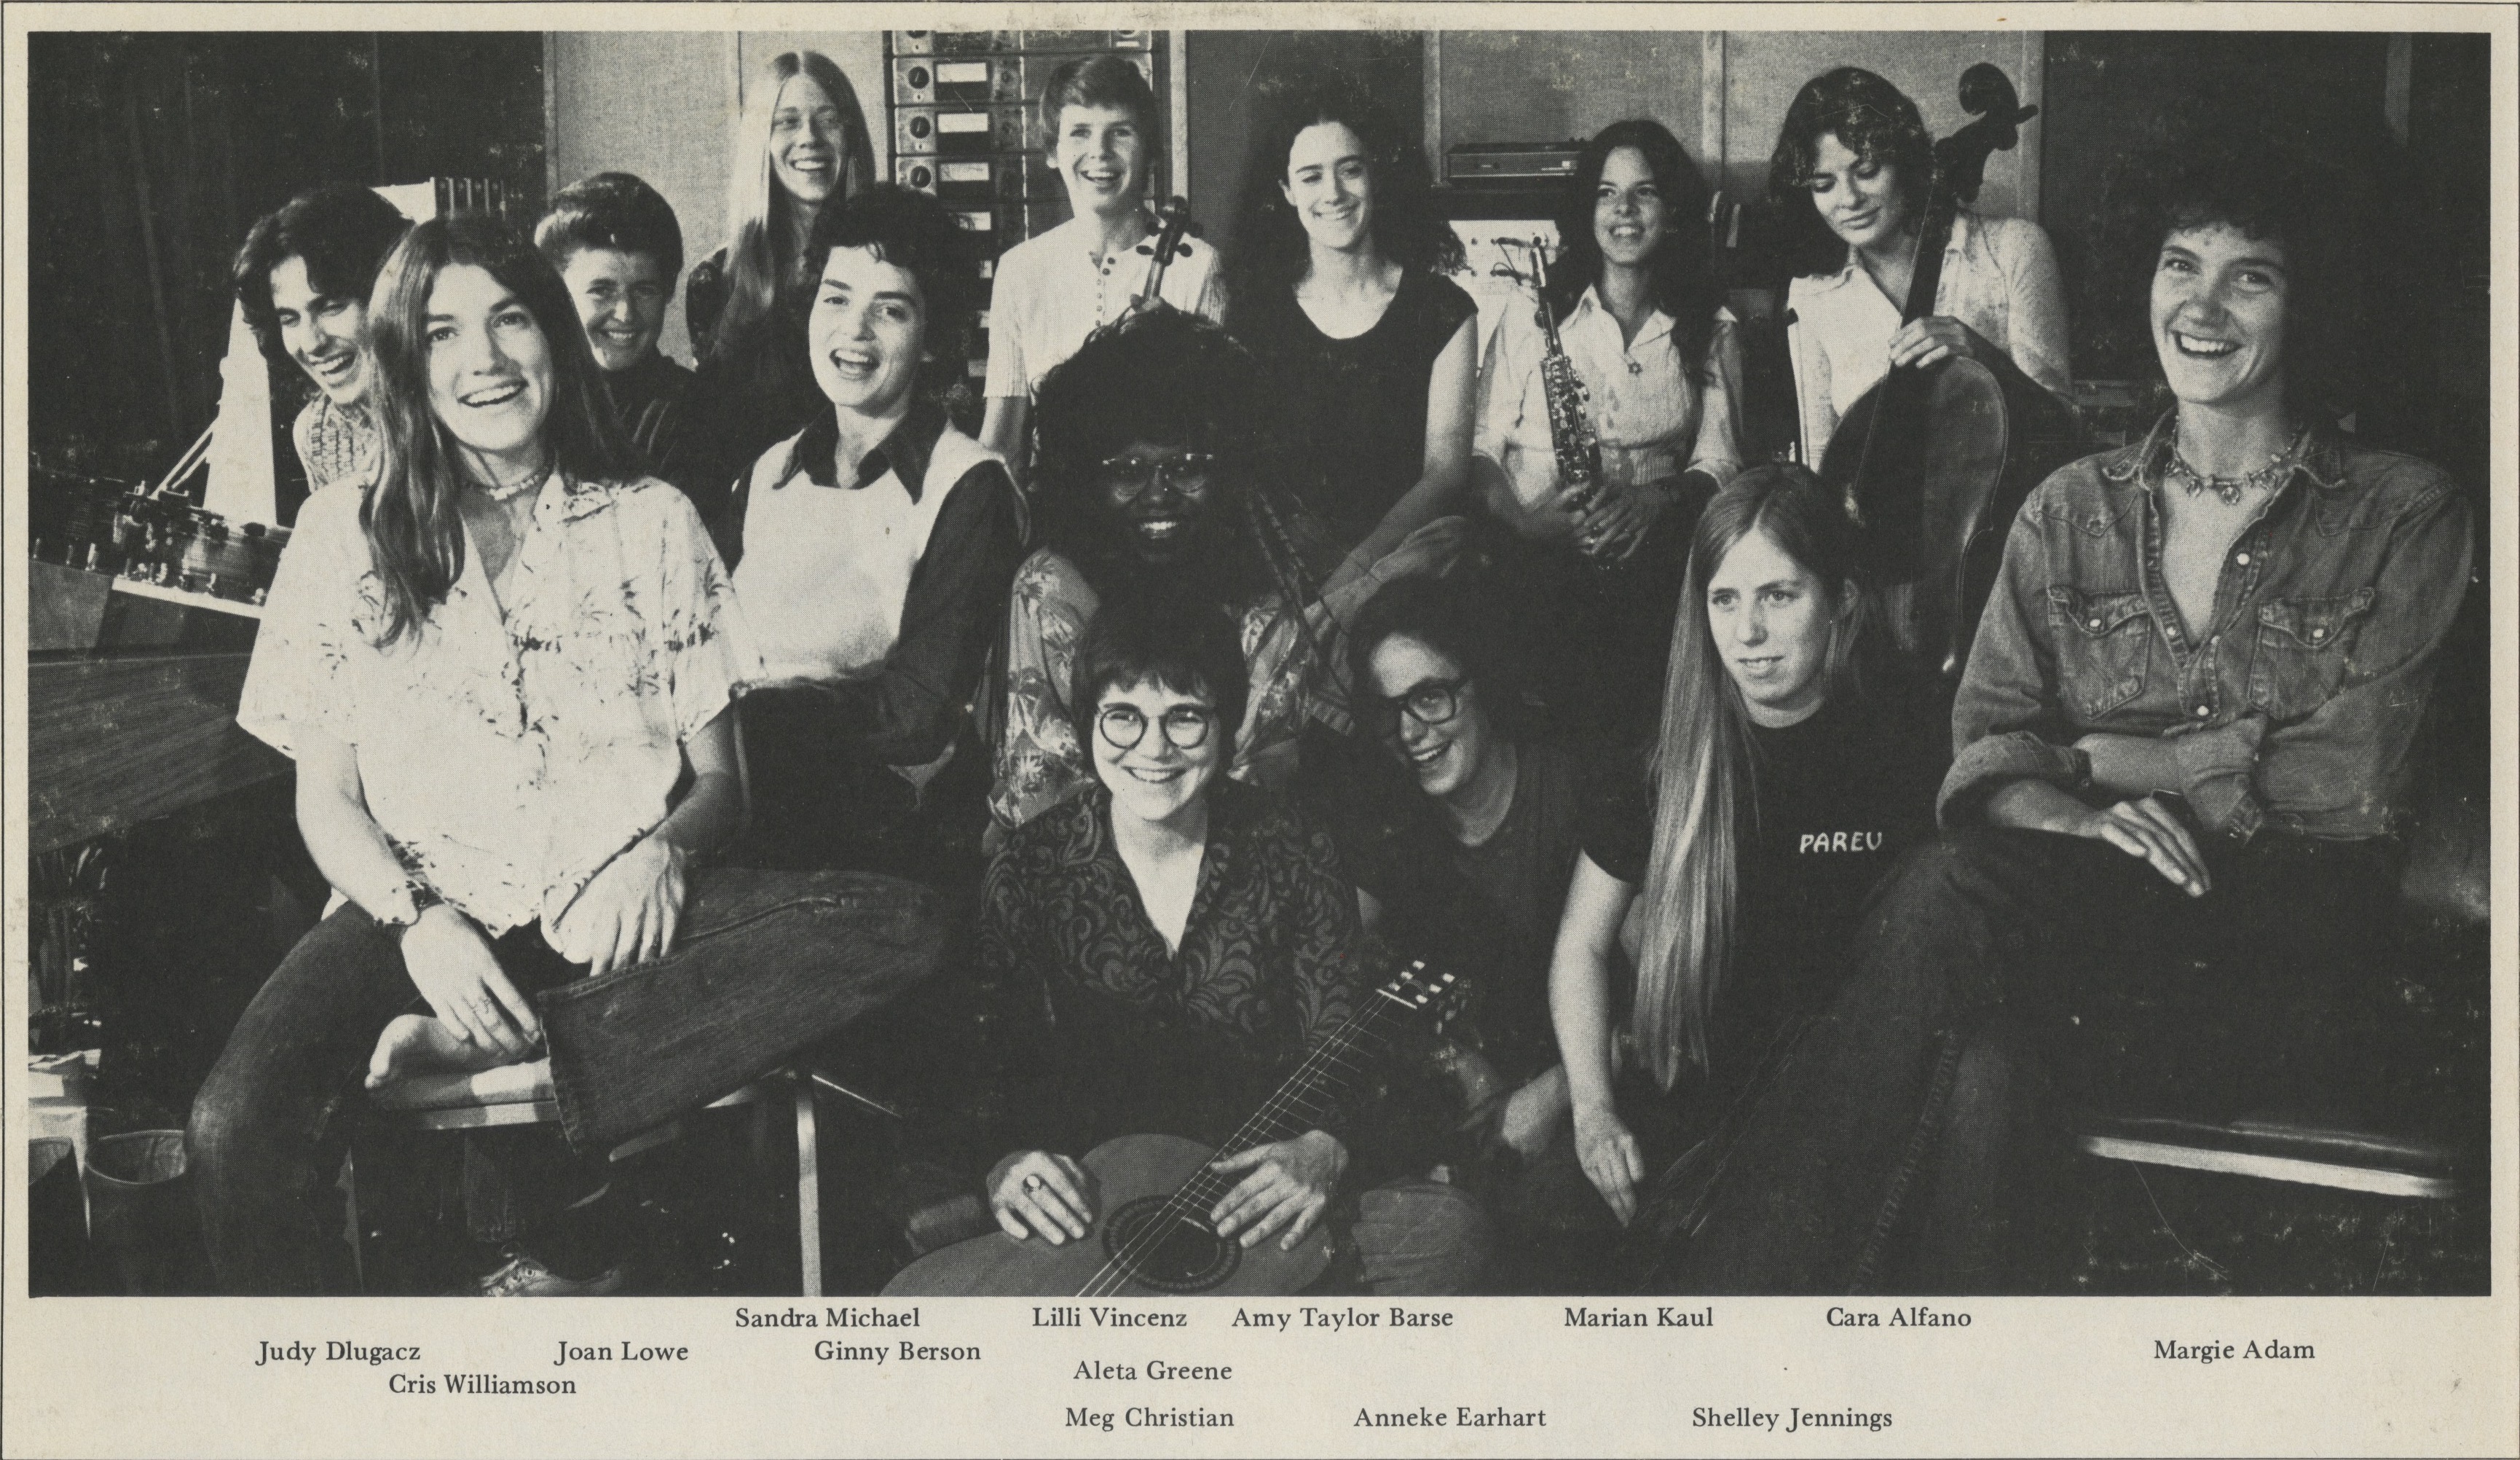 PAREU
Sandra Michael Lilli Vincenz Amy Taylor Barse Marian Kaul Cara Alfano
Judy Dlugacz Joan Lowe Ginny Berson Margie Adam
Aleta Greene
Cris Williamson
Meg Christian Anneke Earhart Shelley Jennings